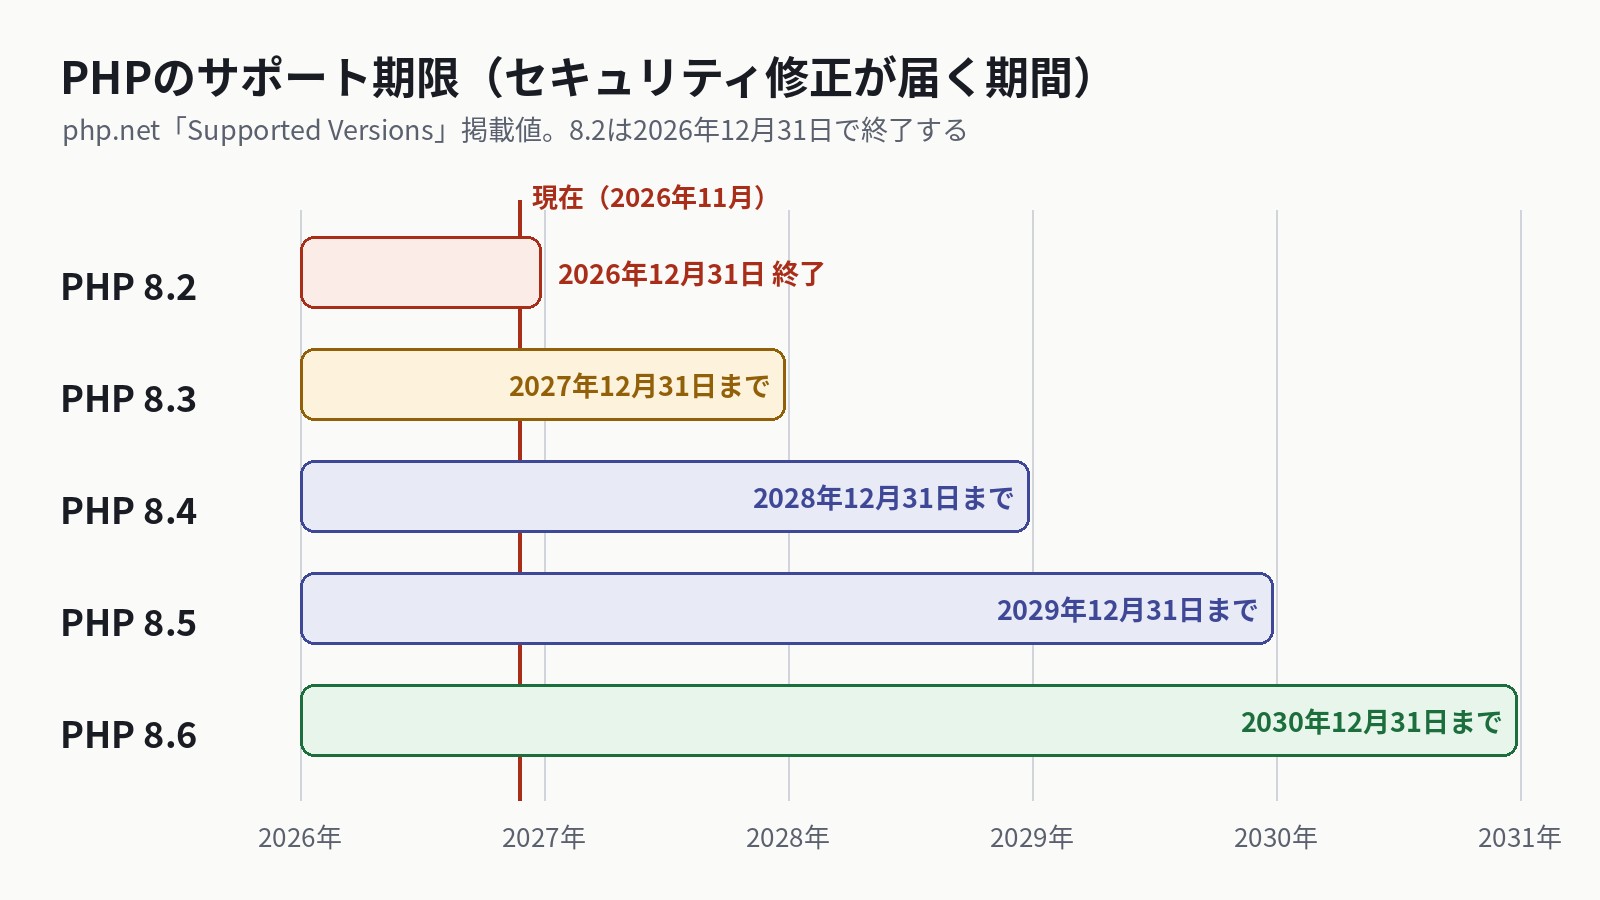 PHPのサポート期限（セキュリティ修正が届く期間）
php.net「Supported Versions」掲載値。8.2は2026年12月31日で終了する
現在（2026年11月）
PHP 8.2
2026年12月31日 終了
PHP 8.3
2027年12月31日まで
PHP 8.4
2028年12月31日まで
PHP 8.5
2029年12月31日まで
PHP 8.6
2030年12月31日まで
2026年
2027年
2028年
2029年
2030年
2031年